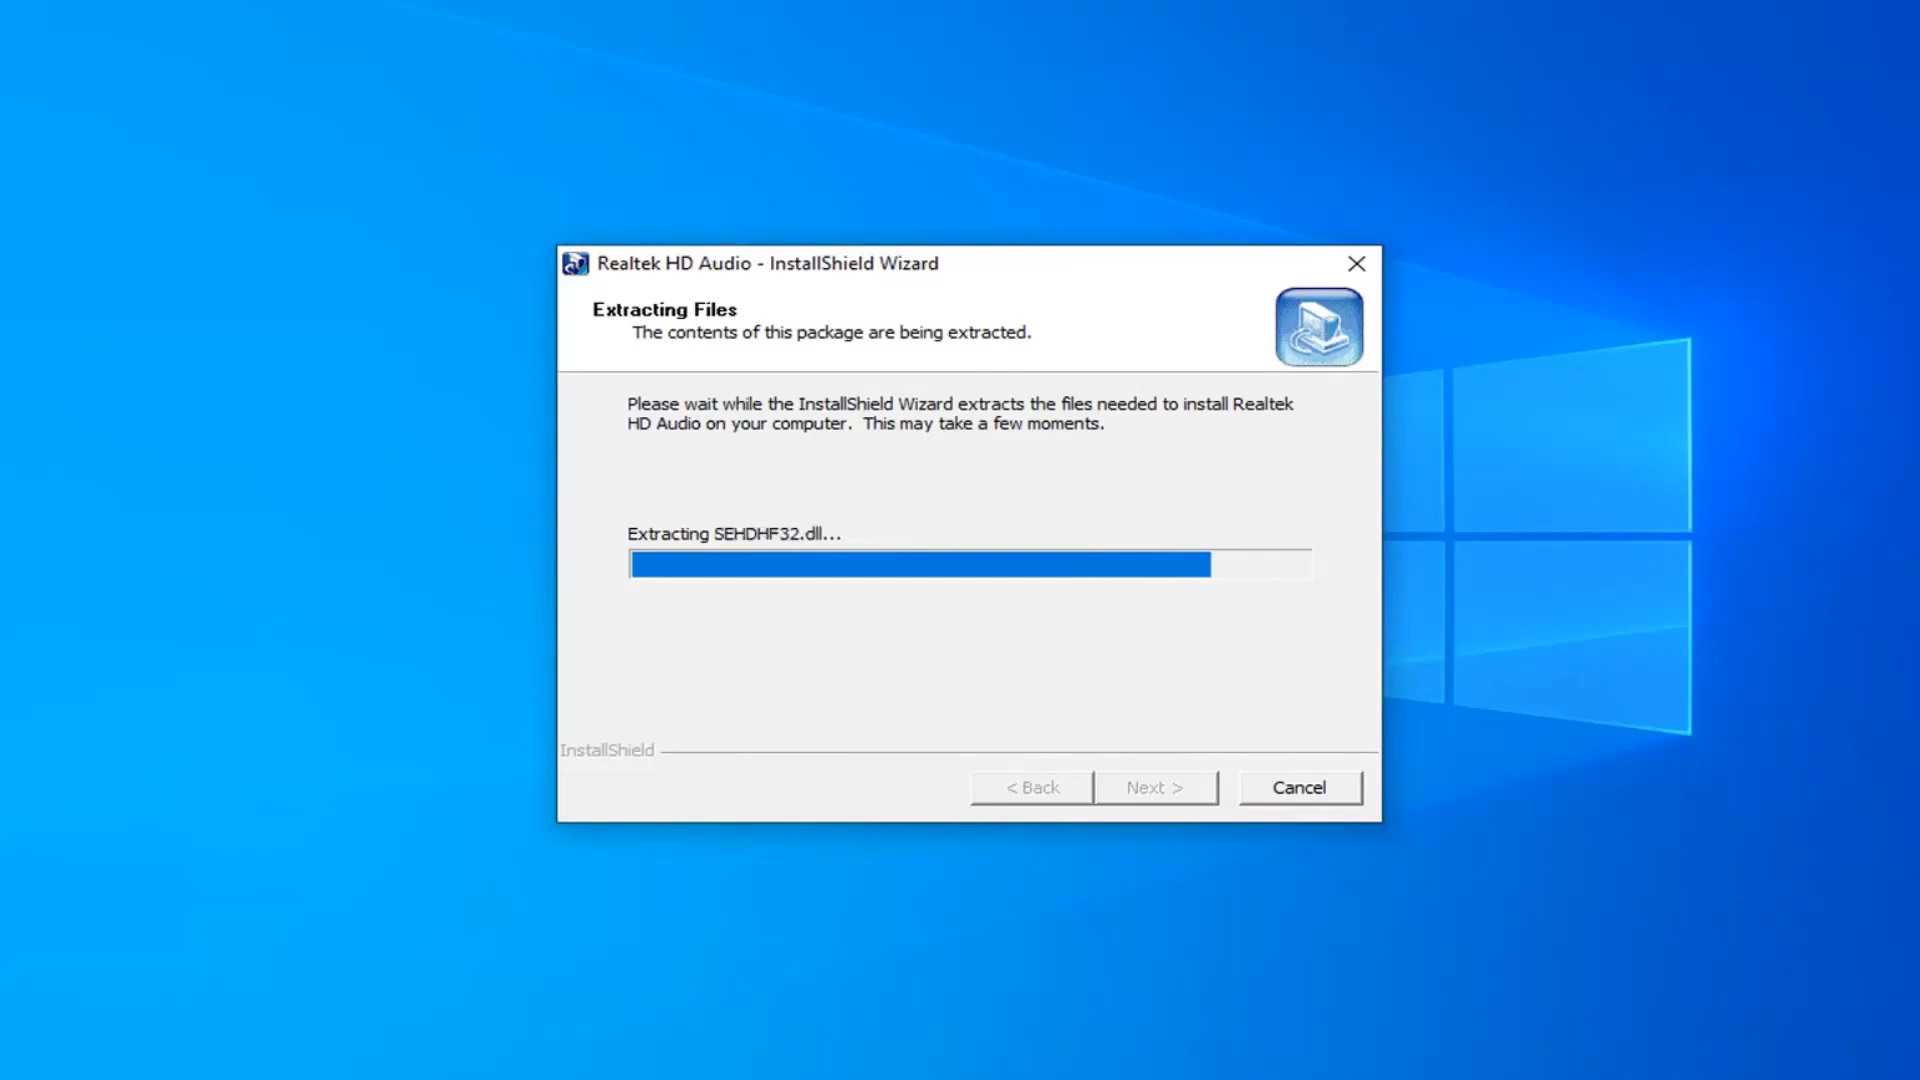 Realtek HD Audio - InstallShield Wizard
Extracting Files
The contents of this package are being extracted.
Please wait while the InstallShield Wizard extracts the files needed to install Realtek
HD Audio on your computer.  This may take a few moments.
Extracting SEHDHF32.dll...
InstallShield
< Back
Next >
Cancel